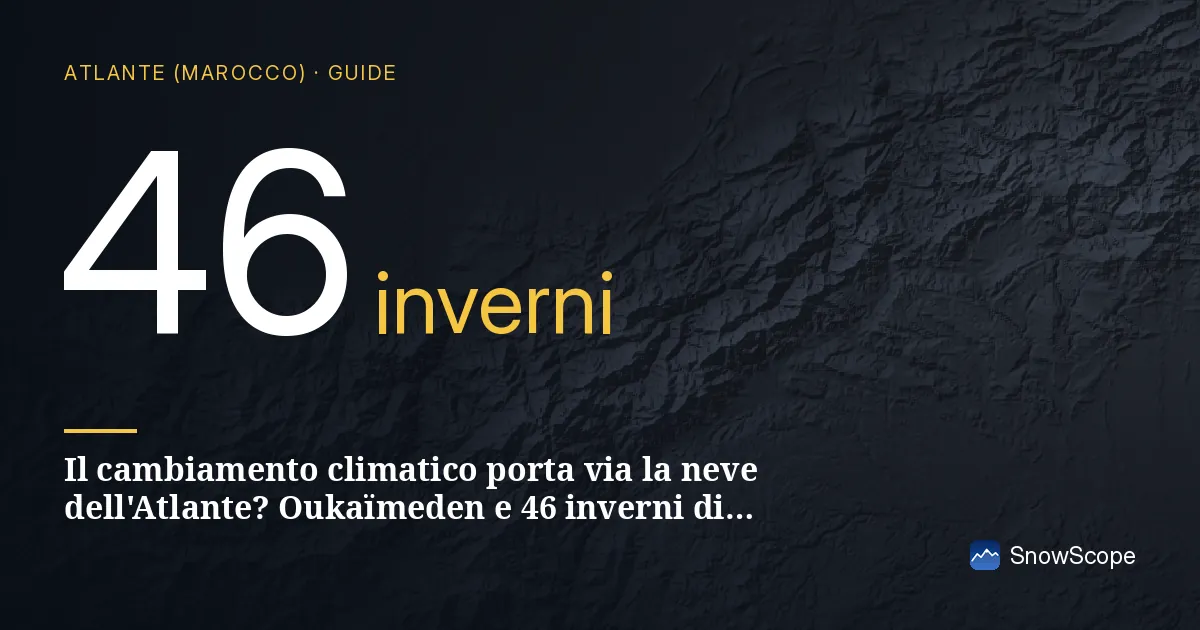 ATLANTE (MAROCCO) · GUIDE
46 inverni
Il cambiamento climatico porta via la neve
dell'Atlante? Oukaïmeden e 46 inverni di...
SnowScope